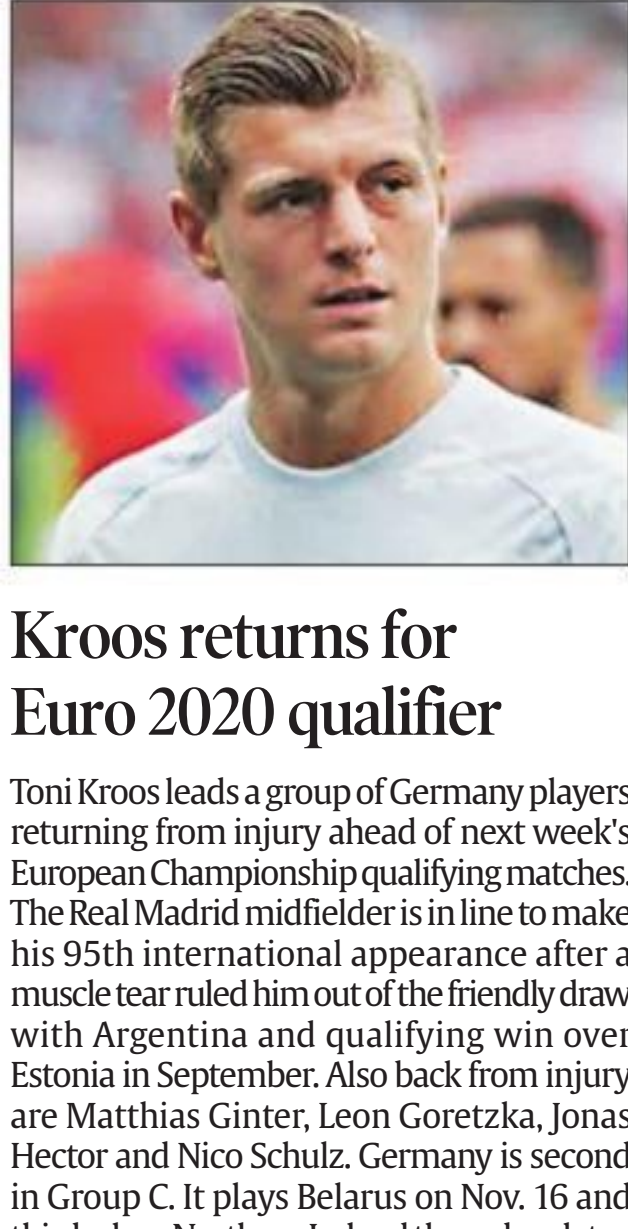 Kroos returns for
Euro 2020 qualifier
Toni Kroos leads a group of Germany players
returning from injury ahead of next week's
European Championship qualifying matches.
The Real Madrid midfielder is in line to make
his 95th international appearance after a
muscle tear ruled him out of the friendly draw
with Argentina and qualifying win over
Estonia in September. Also back from injury
are Matthias Ginter, Leon Goretzka, Jonas
Hector and Nico Schulz. Germany is second
in Group C. It plays Belarus on Nov. 16 and